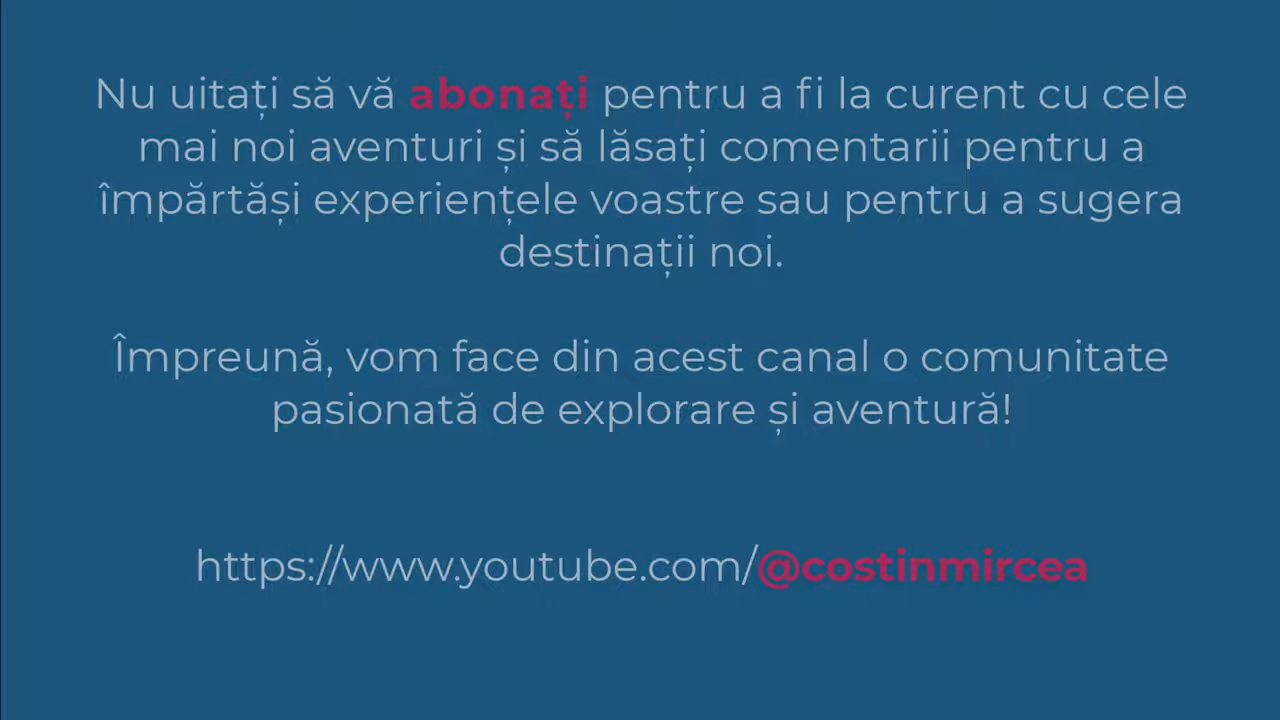 Nu uitați să vă abonați pentru a fi la curent cu cele
mai noi aventuri și să lăsați comentarii pentru a
împărtăși experiențele voastre sau pentru a sugera
destinații noi.
Împreună, vom face din acest canal o comunitate
pasionată de explorare și aventură!
https://www.youtube.com/@costinmircea